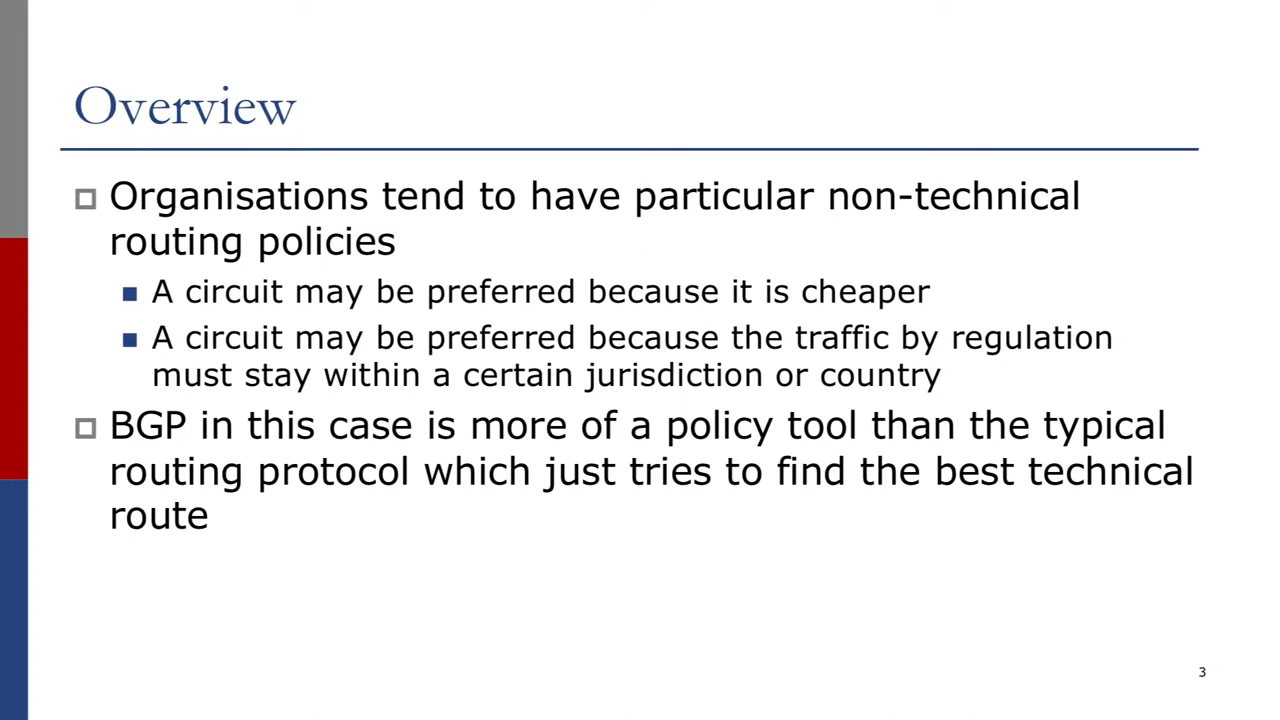 Overview
Organisations tend to have particular non-technical
routing policies
A circuit may be preferred because it is cheaper
A circuit may be preferred because the traffic by regulation
must stay within a certain jurisdiction or country
BGP in this case is more of a policy tool than the typical
routing protocol which just tries to find the best technical
route
3